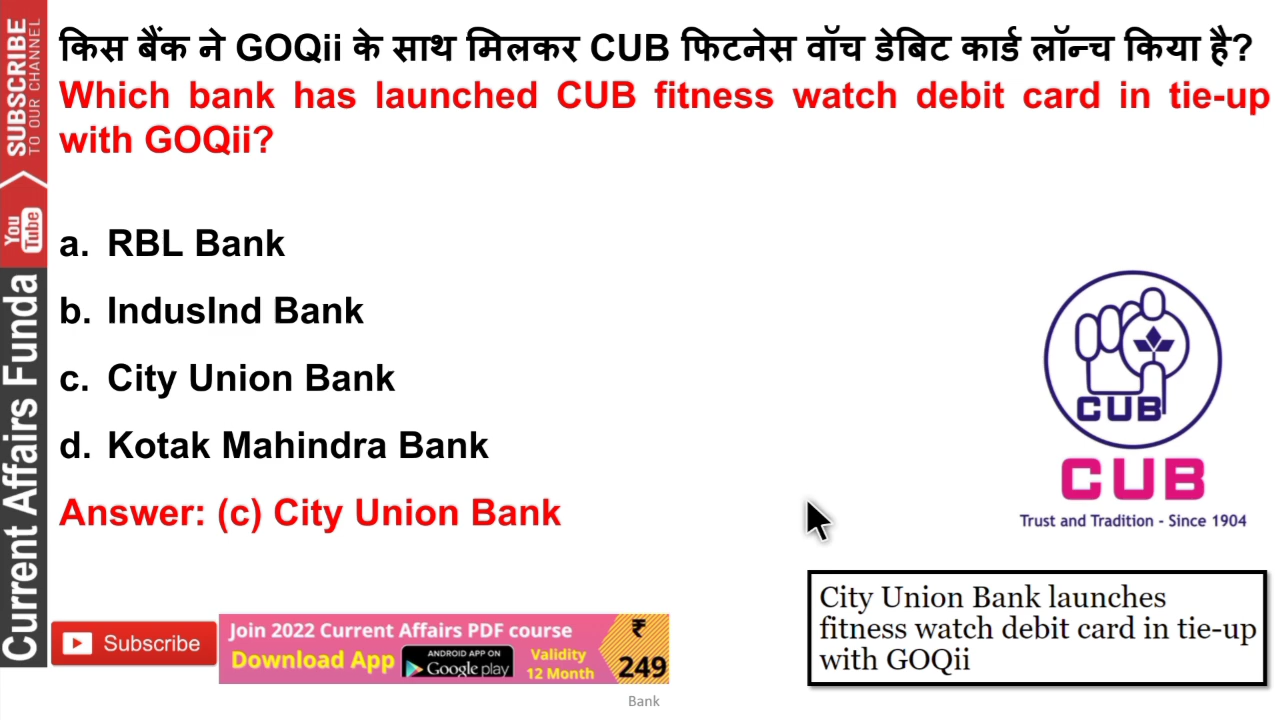 SUBSCRIBE
TO OUR CHANNEL
You
Tube
Current Affairs Funda
किस बैंक ने GOQii के साथ मिलकर CUB फिटनेस वॉच डेबिट कार्ड लॉन्च किया है?
Which bank has launched CUB fitness watch debit card in tie-up
with GOQii?
a. RBL Bank
b. IndusInd Bank
c. City Union Bank
d. Kotak Mahindra Bank
Answer: (c) City Union Bank
CUB
CUB
Trust and Tradition - Since 1904
City Union Bank launches
fitness watch debit card in tie-up
with GOQii
Subscribe
Join 2022 Current Affairs PDF course
Download App
ANDROID APP ON
Google play
Validity
12 Month
₹
249
Bank